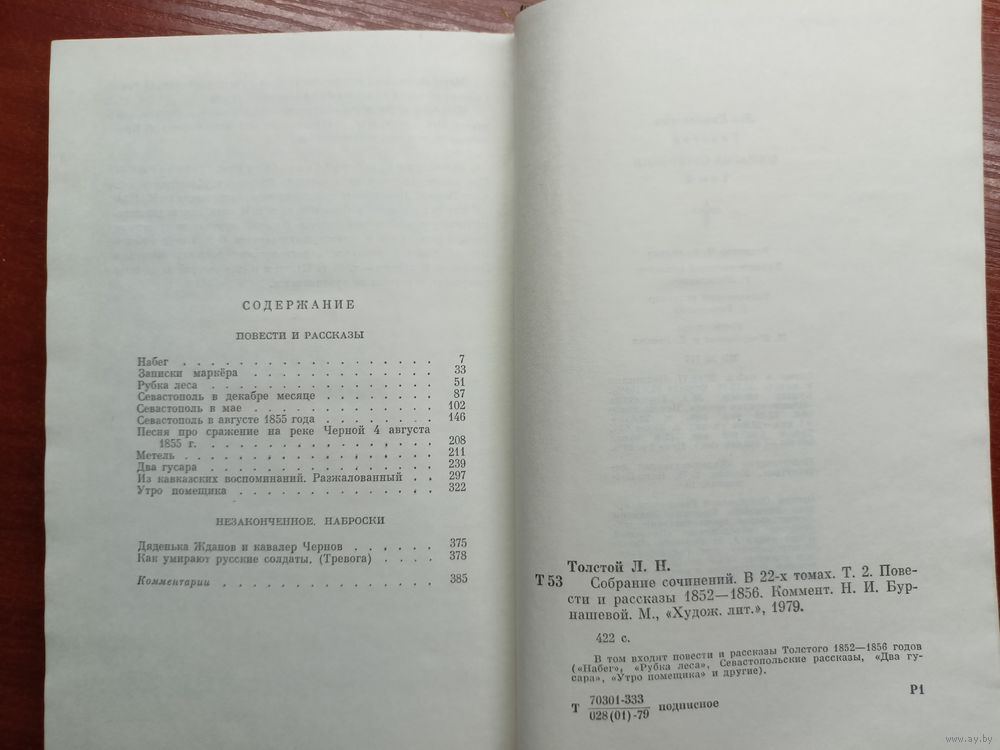 СОДЕРЖАНИЕ
ПОВЕСТИ И РАССКАЗЫ
Набег . . . . . . . . . . . . . . . . . . 7
Записки маркёра . . . . . . . . . . . . . 33
Рубка леса . . . . . . . . . . . . . . . . 51
Севастополь в декабре месяце . . . . . . . . 87
Севастополь в мае . . . . . . . . . . . . . 102
Севастополь в августе 1855 года . . . . . . . . 146
Песня про сражение на реке Черной 4 августа
1855 г. . . . . . . . . . . . . . . . . . 208
Метель . . . . . . . . . . . . . . . . . . 211
Два гусара . . . . . . . . . . . . . . . . 239
Из кавказских воспоминаний. Разжалованный . . 297
Утро помещика . . . . . . . . . . . . . . 322
НЕЗАКОНЧЕННОЕ. НАБРОСКИ
Дяденька Жданов и кавалер Чернов . . . . . . 375
Как умирают русские солдаты. (Тревога) . . . . 378
Комментарии . . . . . . . . . . . . . . . 385
Толстой Л. Н.
Т 53 Собрание сочинений. В 22-х томах. Т. 2. Пове-
сти и рассказы 1852—1856. Коммент. Н. И. Бур-
нашевой. М., «Худож. лит.», 1979.
422 с.
В том входят повести и рассказы Толстого 1852—1856 годов
(«Набег», «Рубка леса», Севастопольские рассказы, «Два гу-
сара», «Утро помещика» и другие).
Т 70301-333
028(01)-79 подписное
Р1
www.ay.by